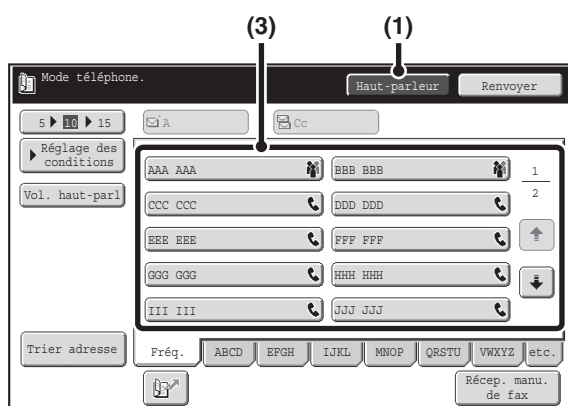 (3) (1)
Mode téléphone. Haut-parleur Renvoyer
5 10 15 A Cc
Réglage des
conditions
AAA AAA BBB BBB 1
Vol. haut-parl CCC CCC DDD DDD 2
EEE EEE FFF FFF
GGG GGG HHH HHH
III III JJJ JJJ
Trier adresse Fréq. ABCD EFGH IJKL MNOP QRSTU VWXYZ etc.
Récep. manu.
de fax